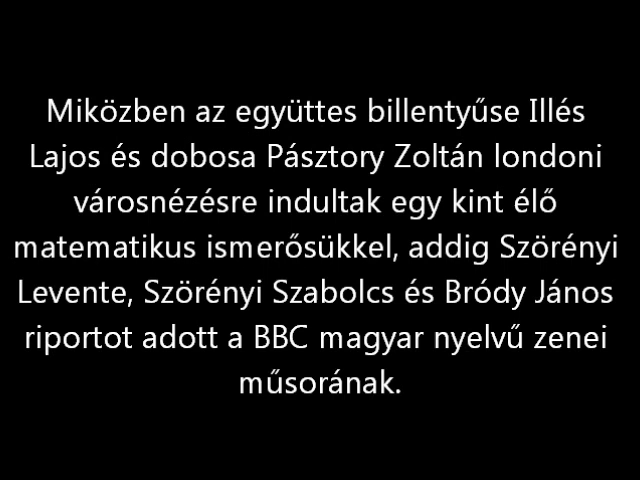 Miközben az együttes billentyűse Illés
Lajos és dobosa Pásztory Zoltán londoni
városnézésre indultak egy kint élő
matematikus ismerősükkel, addig Szörényi
Levente, Szörényi Szabolcs és Bródy János
riportot adott a BBC magyar nyelvű zenei
műsorának.